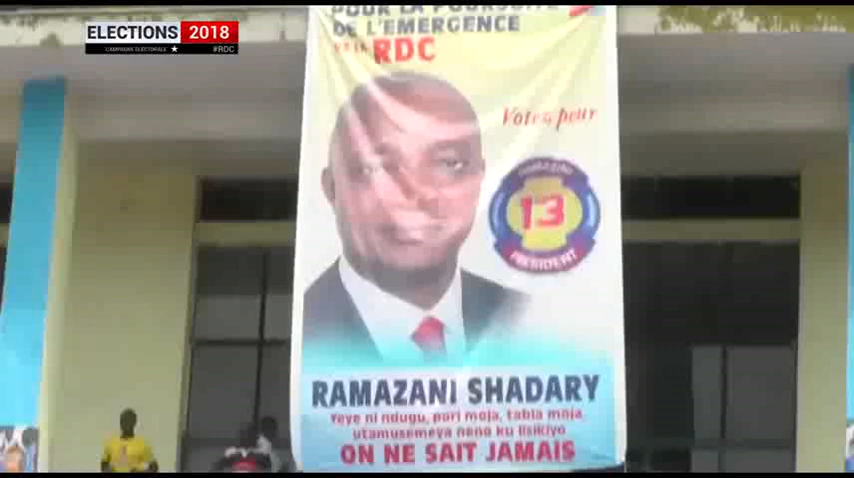 ELECTIONS 2018
CAMPAGNE ELECTORALE ★ #RDC
POUR LA POURSUITE
DE L'EMERGENCE
RDC
Votez pour
13
PRESIDENT
RAMAZANI SHADARY
Yeye ni ndugu, pori moja, tabia moja,
utamusemeya neno ku lisikiyo
ON NE SAIT JAMAIS